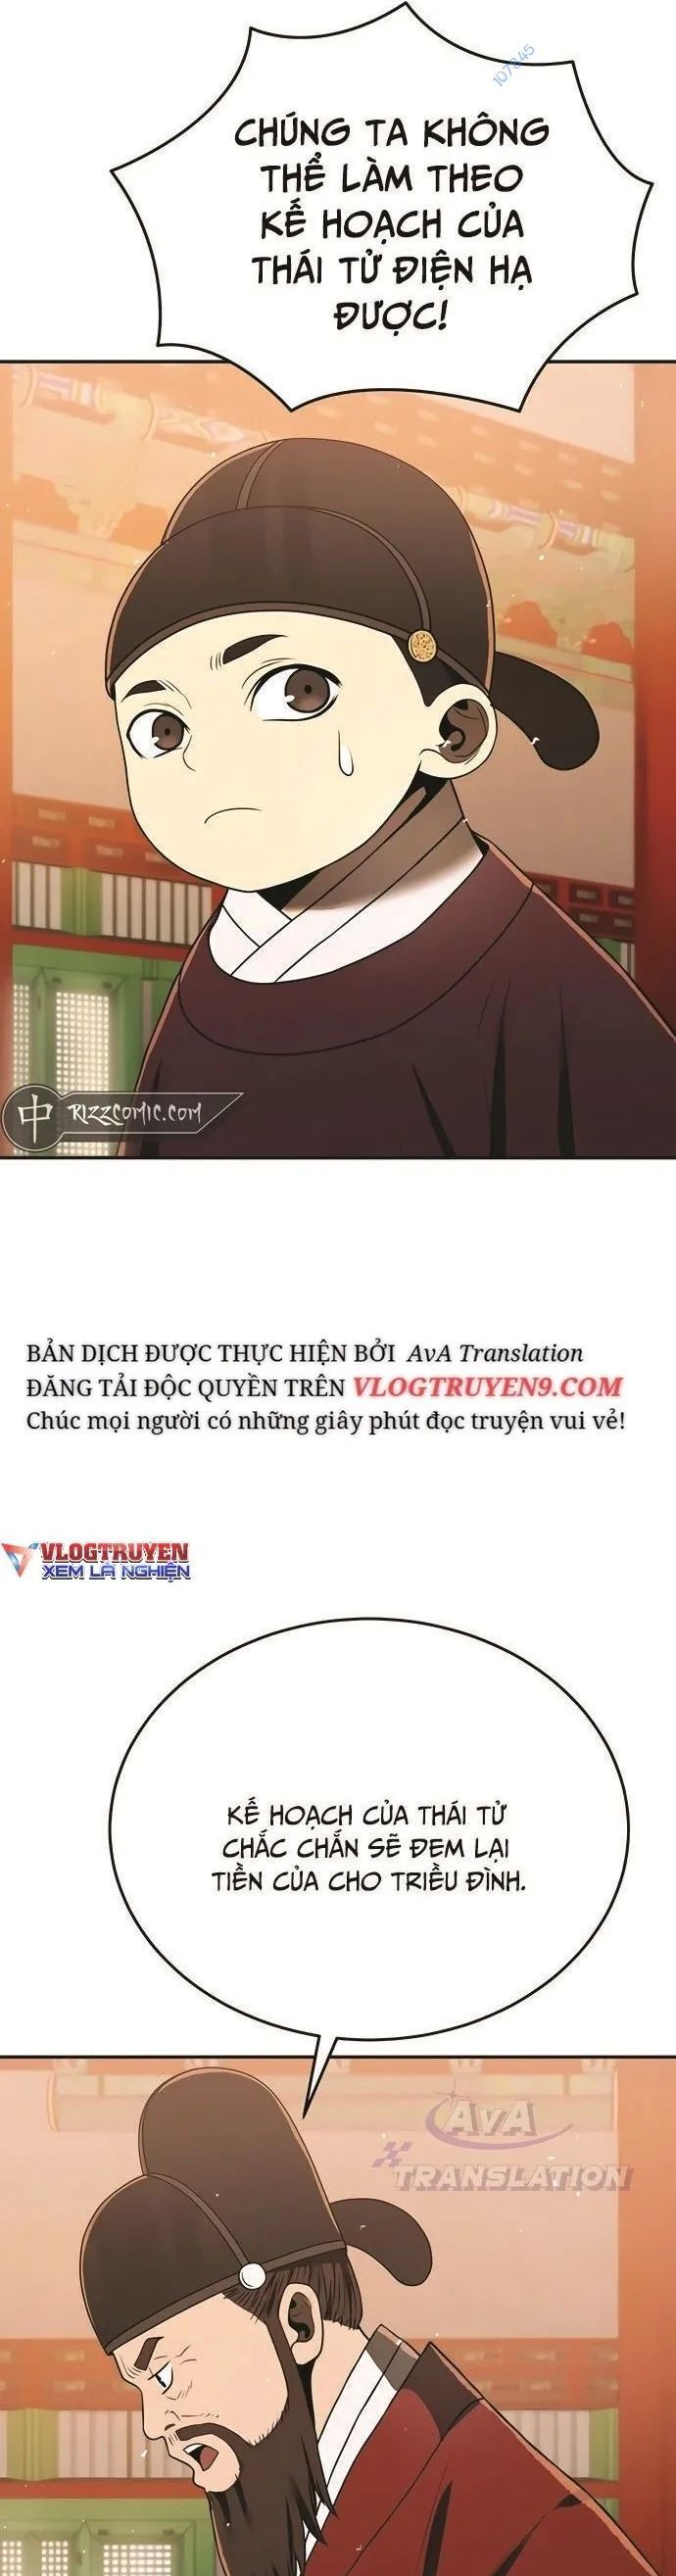 107845
CHÚNG TA KHÔNG
THỂ LÀM THEO
KẾ HOẠCH CỦA
THÁI TỬ ĐIỆN HẠ
ĐƯỢC!
中 RIZZCOMIC.COM
BẢN DỊCH ĐƯỢC THỰC HIỆN BỞI AvA Translation
ĐĂNG TẢI ĐỘC QUYỀN TRÊN VLOGTRUYEN9.COM
Chúc mọi người có những giây phút đọc truyện vui vẻ!
VLOGTRUYEN
XEM LÀ NGHIỆN
KẾ HOẠCH CỦA THÁI TỬ
CHẮC CHẮN SẼ ĐEM LẠI
TIỀN CỦA CHO TRIỀU ĐÌNH.
AVA
TRANSLATION